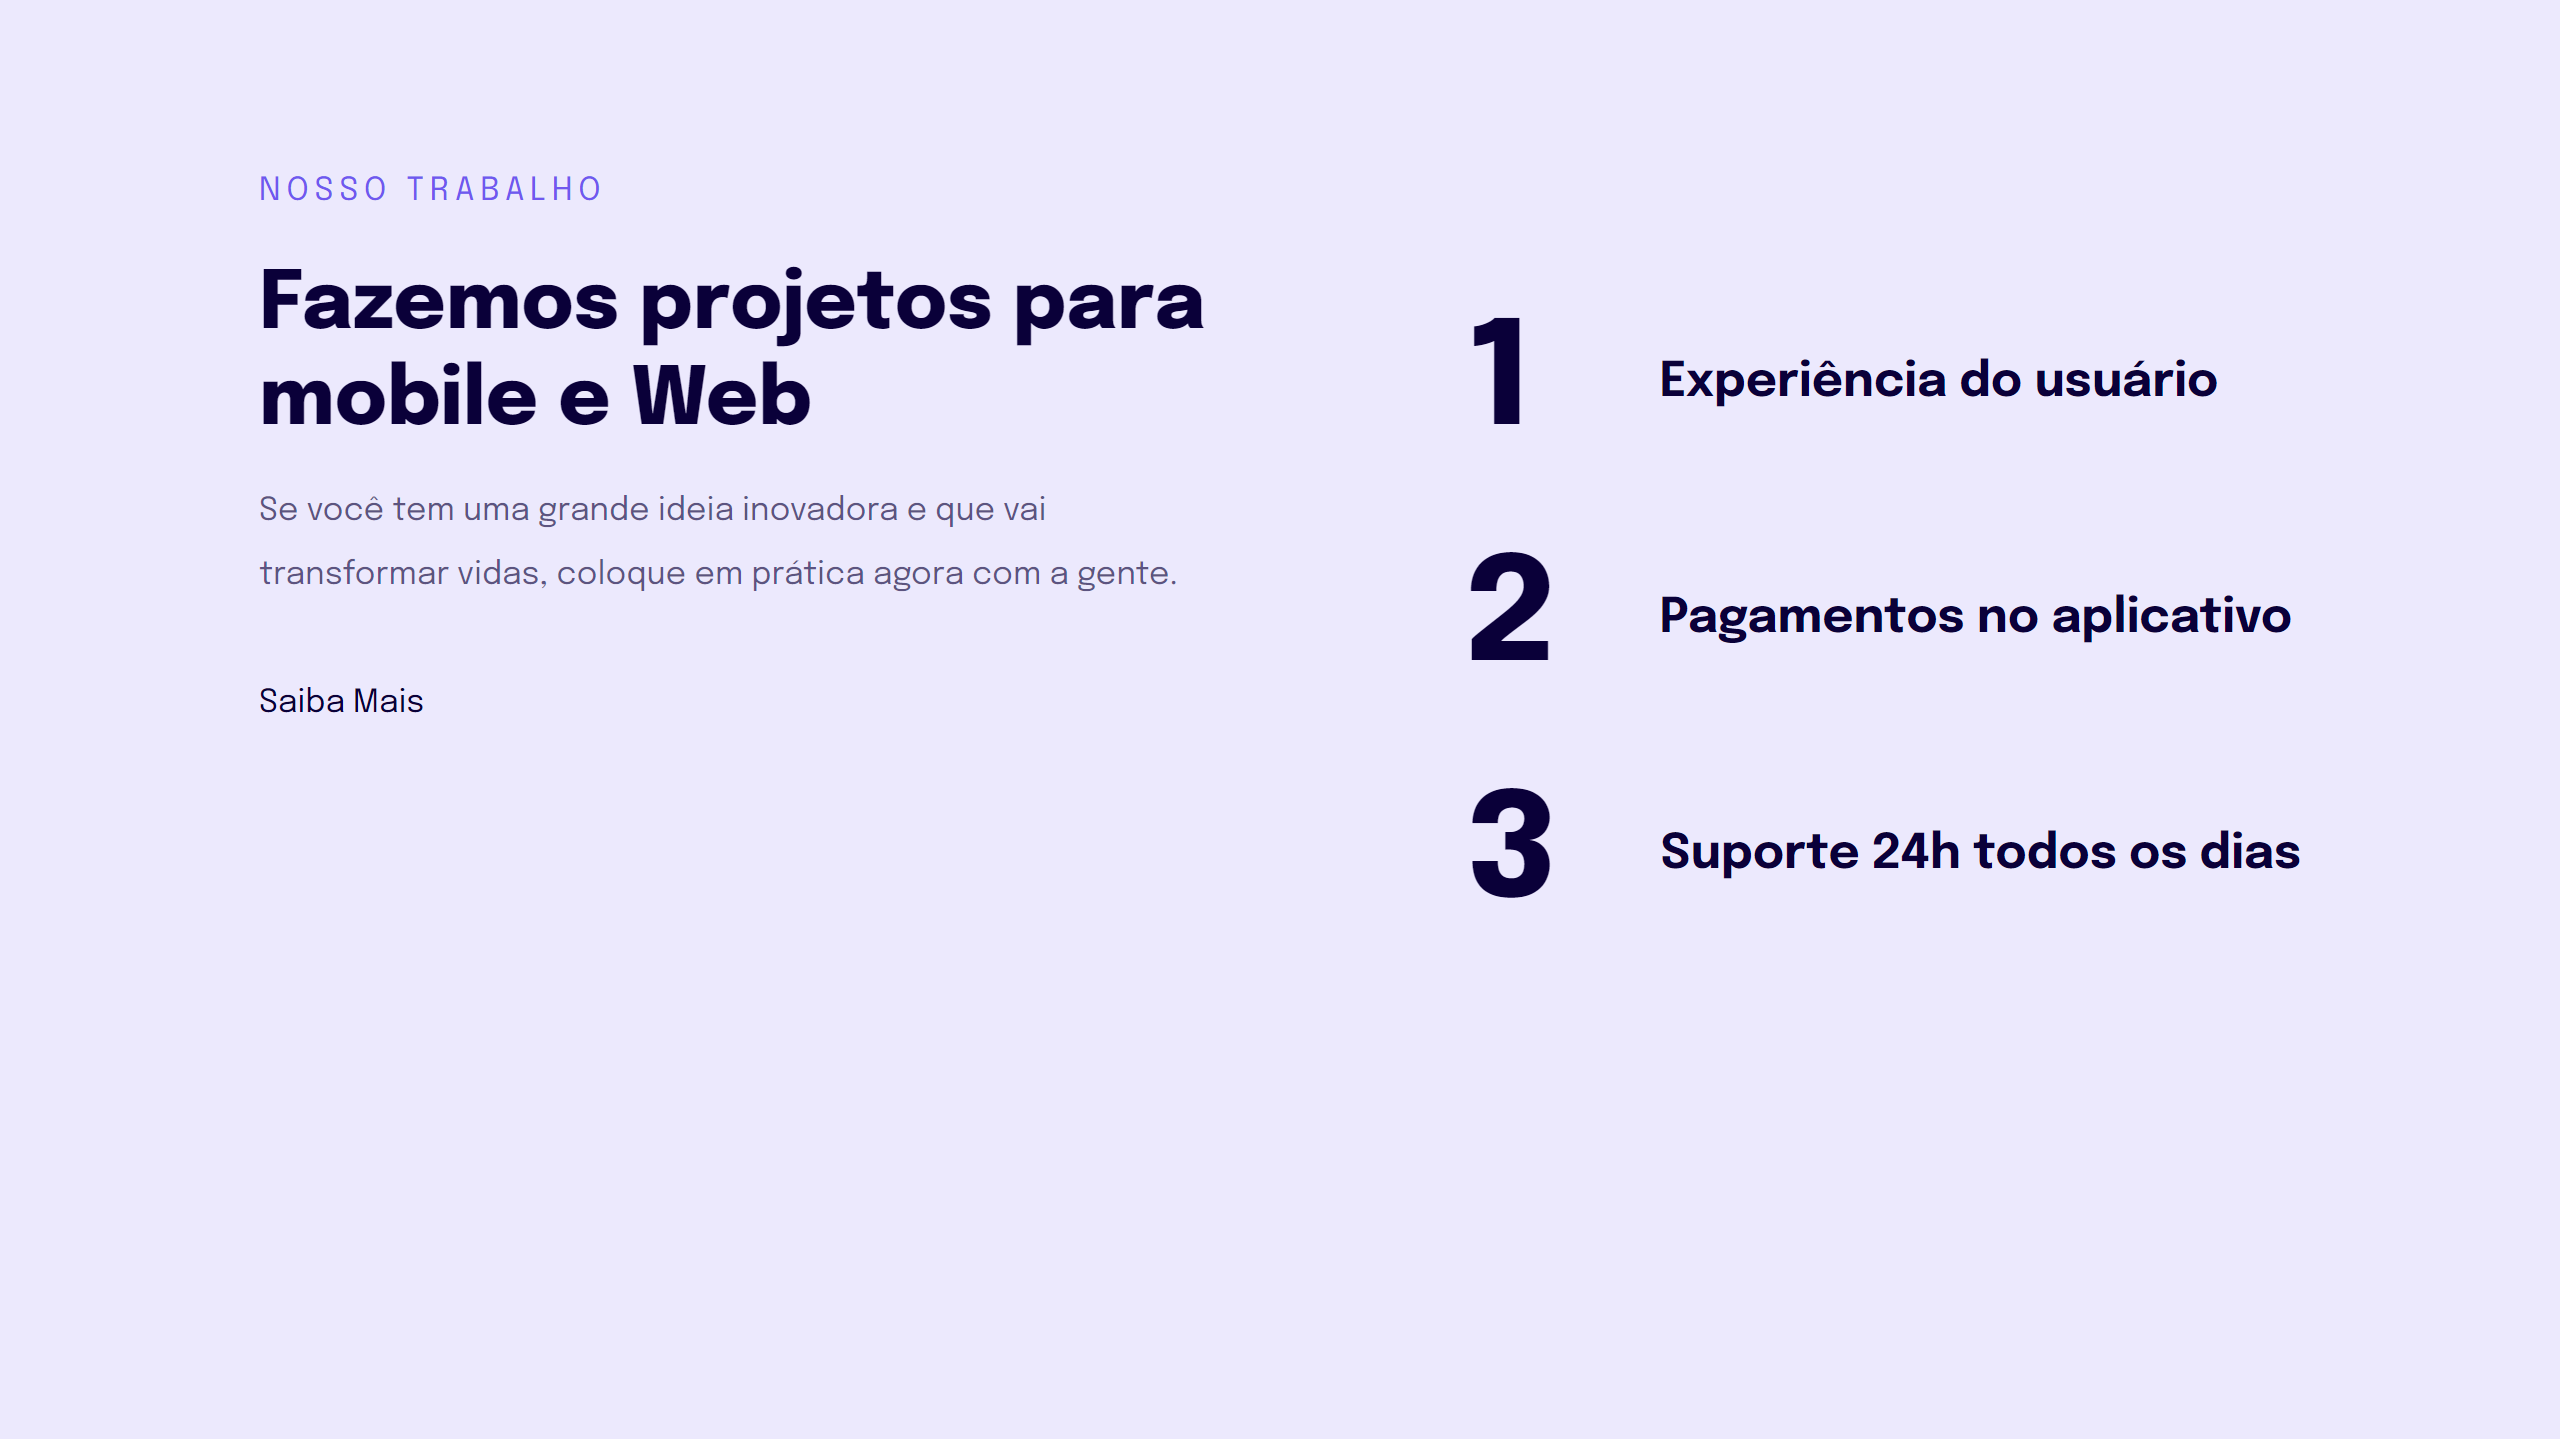 NOSSO TRABALHO
Fazemos projetos para
mobile e Web
Se você tem uma grande ideia inovadora e que vai
transformar vidas, coloque em prática agora com a gente.
Saiba Mais
1
Experiência do usuário
2
Pagamentos no aplicativo
3
Suporte 24h todos os dias